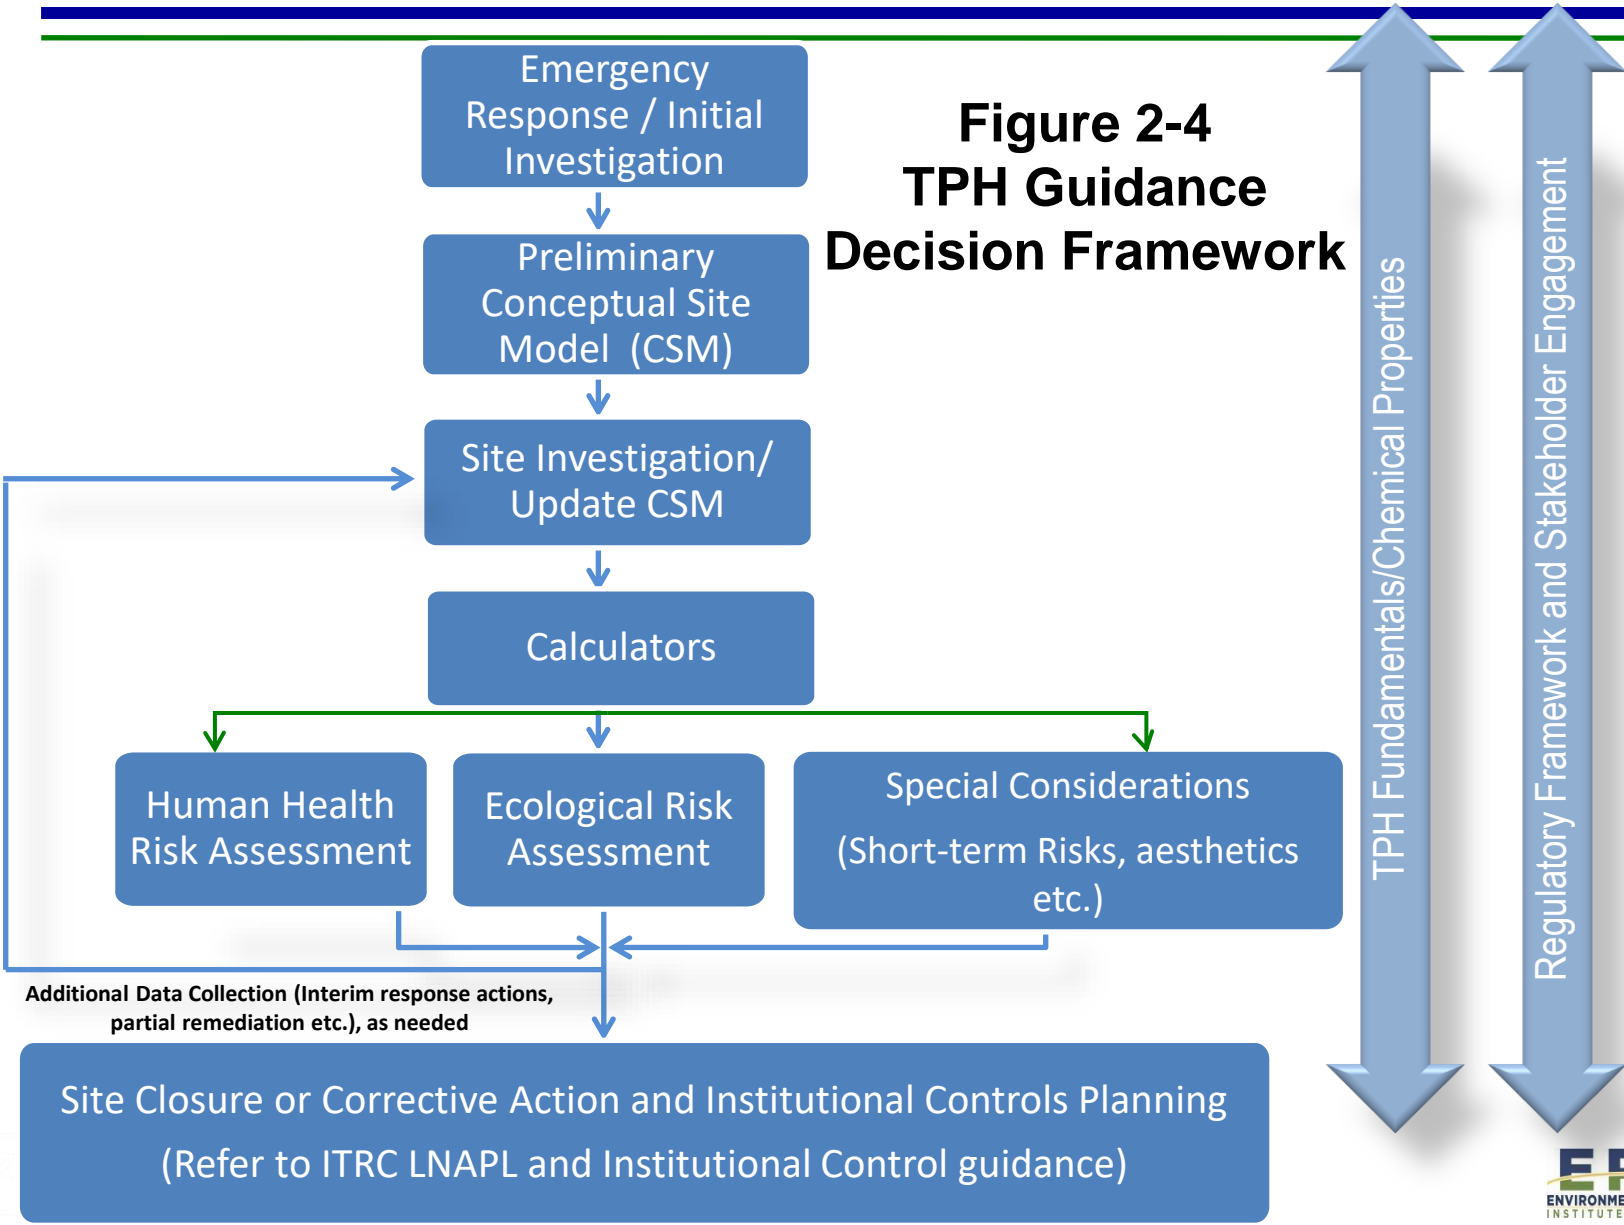 Emergency
Response / Initial
Investigation
Figure 2-4
TPH Guidance
Decision Framework
Preliminary
Conceptual Site
Model (CSM)
Site Investigation/
Update CSM
Calculators
Human Health
Risk Assessment
Ecological Risk
Assessment
Special Considerations
(Short-term Risks, aesthetics
etc.)
Additional Data Collection (Interim response actions,
partial remediation etc.), as needed
Site Closure or Corrective Action and Institutional Controls Planning
(Refer to ITRC LNAPL and Institutional Control guidance)
TPH Fundamentals/Chemical Properties
Regulatory Framework and Stakeholder Engagement
INSTITUTE